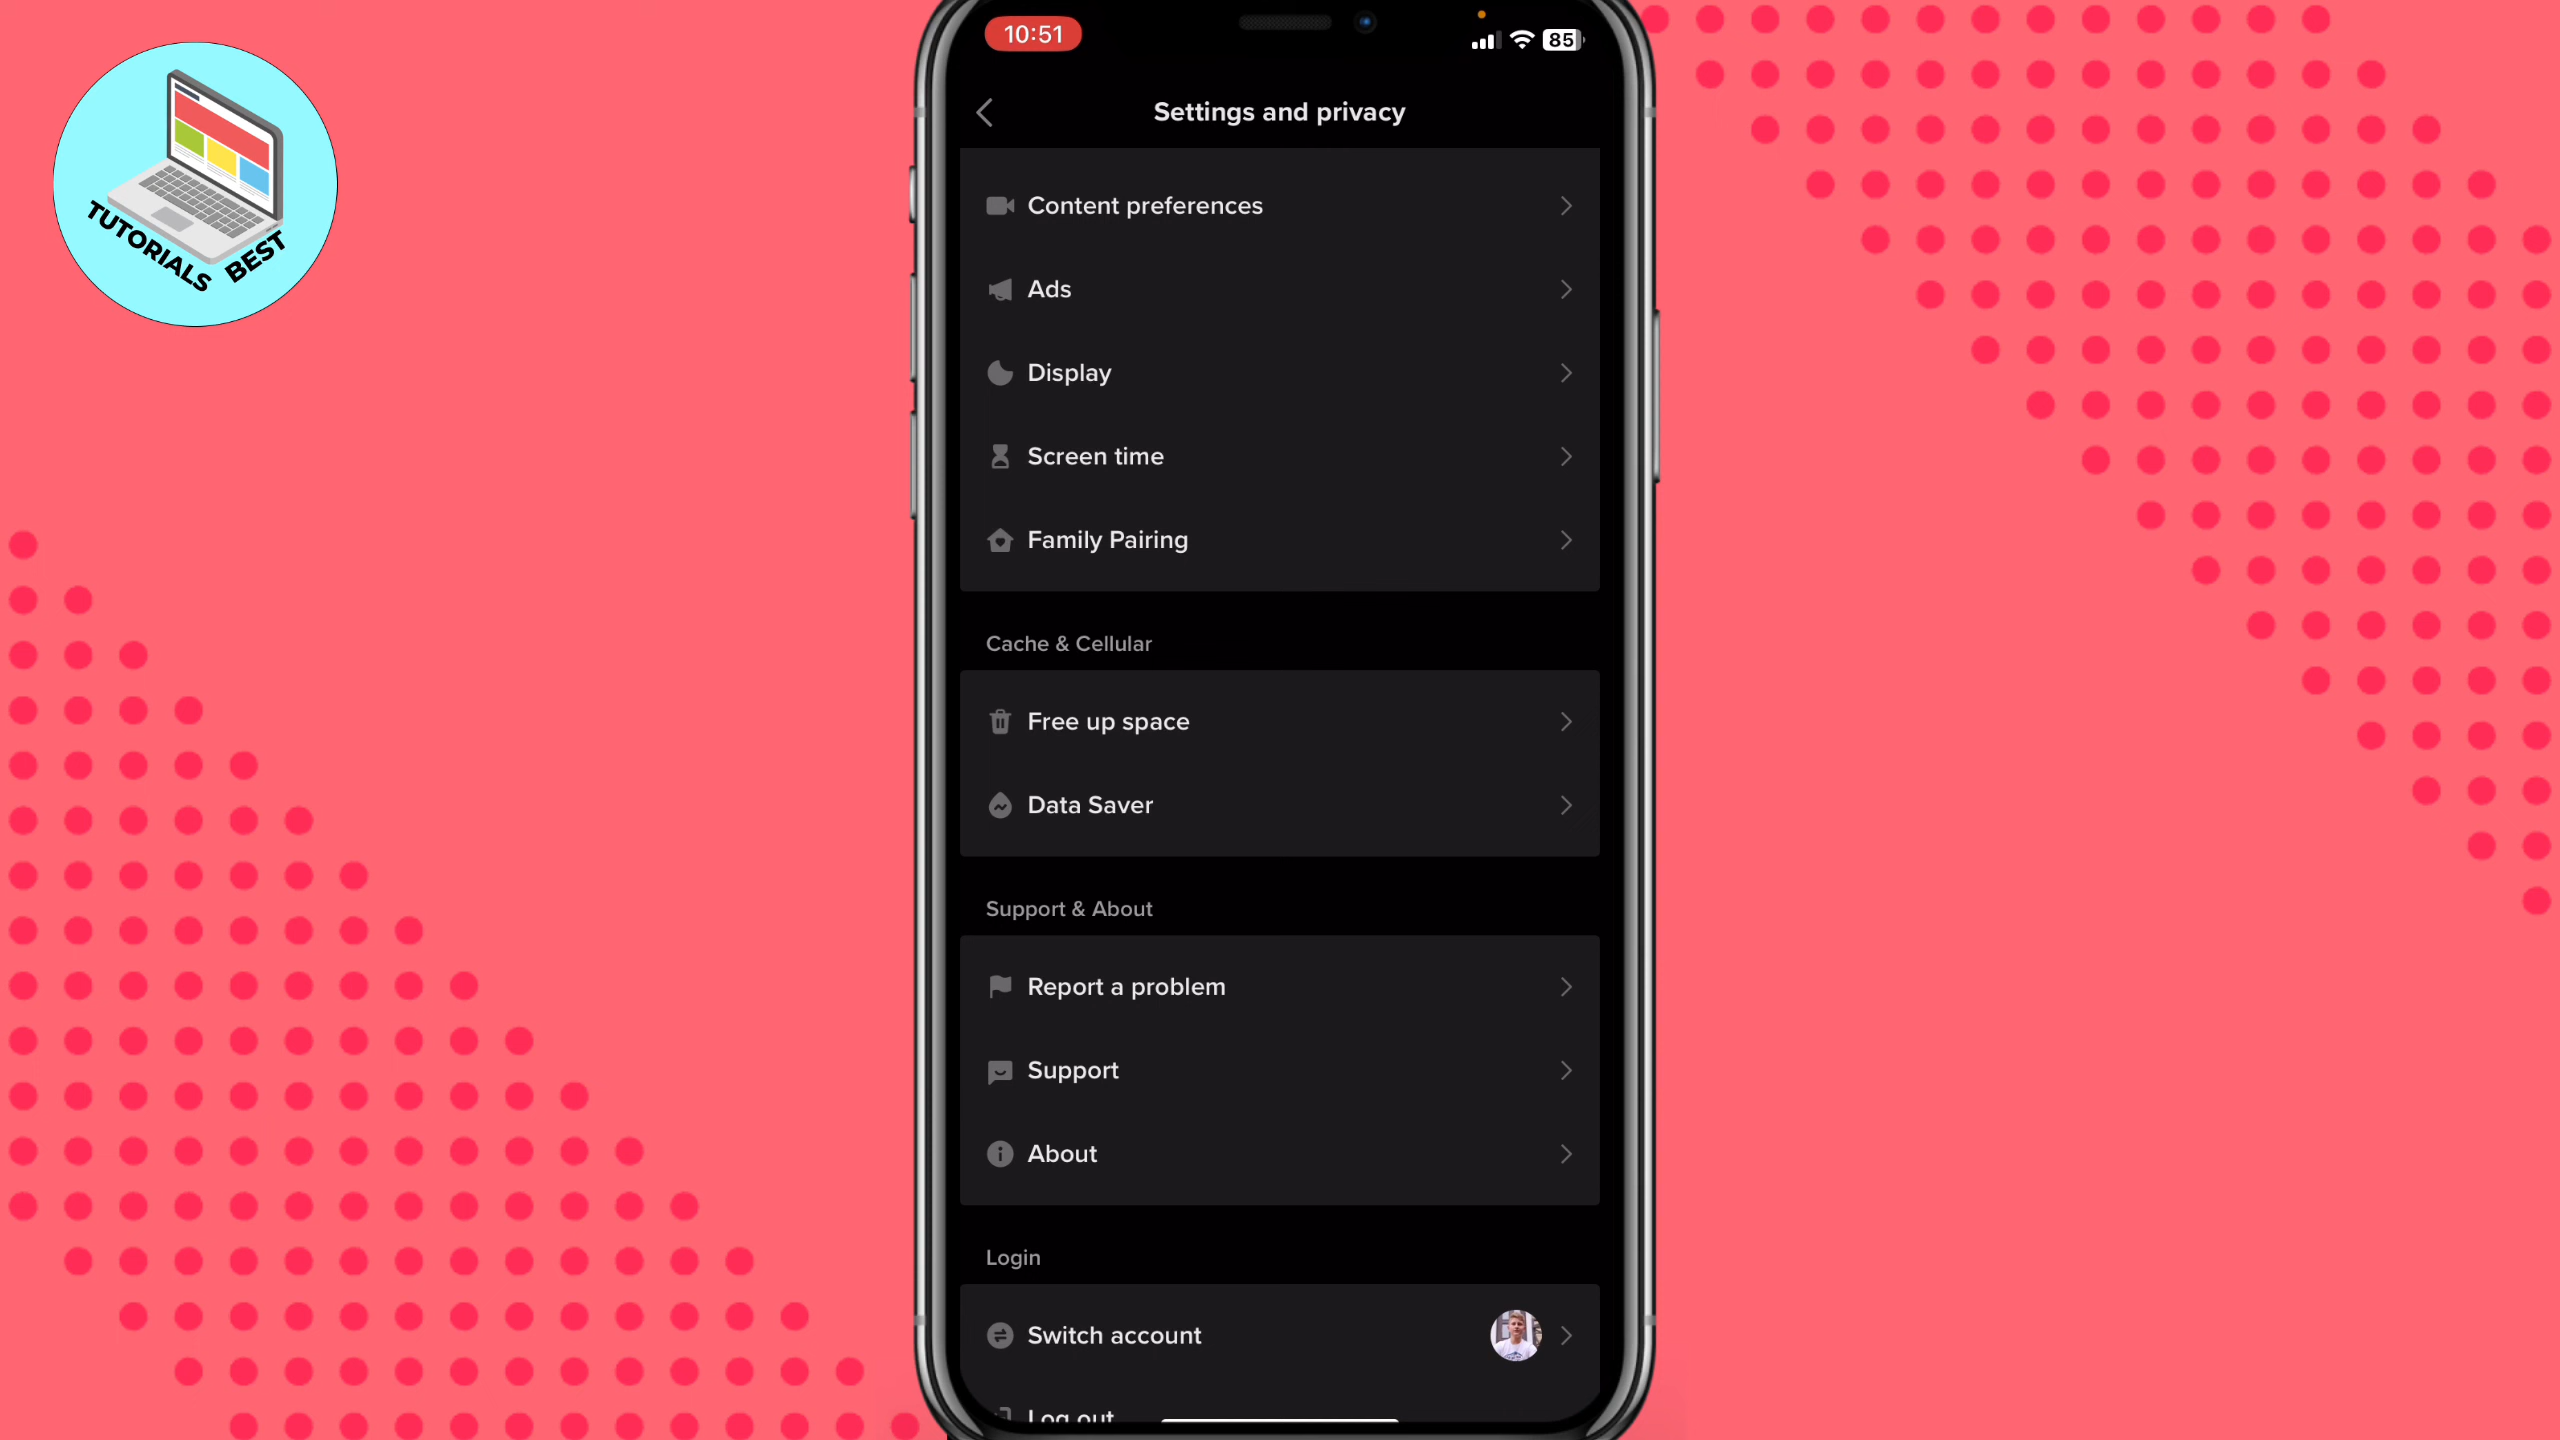 TUTORIALS BEST
10:51
85
Settings and privacy
Content preferences
Ads
Display
Screen time
Family Pairing
Cache & Cellular
Free up space
Data Saver
Support & About
Report a problem
Support
About
Login
Switch account
Log out